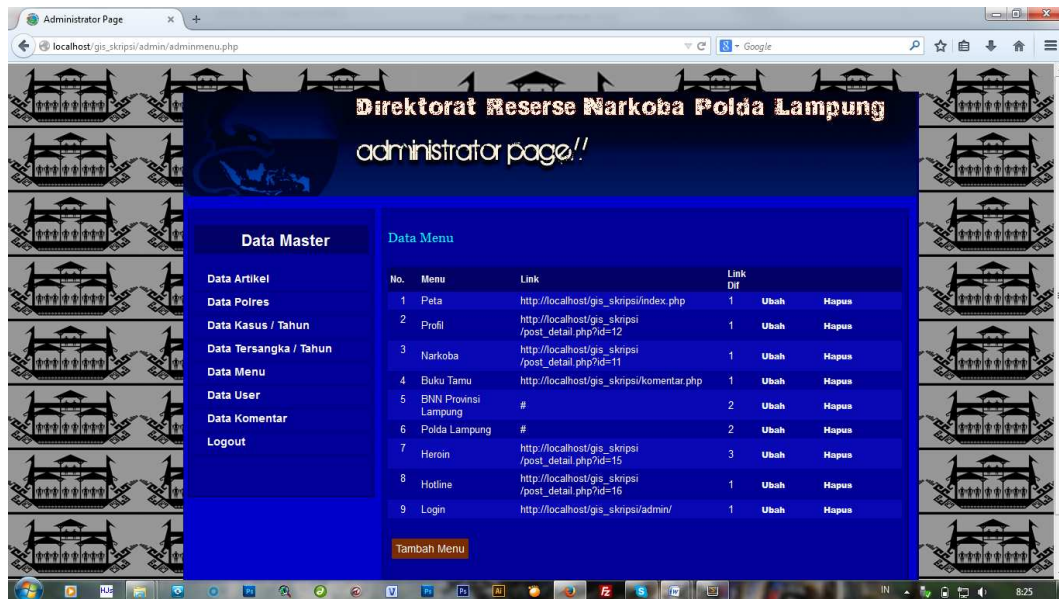 Administrator Page
localhost/gis_skripsi/admin/adminmenu.php
Google
Direktorat Reserse Narkoba Polda Lampung
administrator page!!
Data Master
Data Artikel
Data Polres
Data Kasus / Tahun
Data Tersangka / Tahun
Data Menu
Data User
Data Komentar
Logout
Data Menu
No. Menu Link Link Dif
1 Peta http://localhost/gis_skripsi/index.php 1 Ubah Hapus
2 Profil http://localhost/gis_skripsi/post_detail.php?id=12 1 Ubah Hapus
3 Narkoba http://localhost/gis_skripsi/post_detail.php?id=11 1 Ubah Hapus
4 Buku Tamu http://localhost/gis_skripsi/komentar.php 1 Ubah Hapus
5 BNN Provinsi Lampung # 2 Ubah Hapus
6 Polda Lampung # 2 Ubah Hapus
7 Heroin http://localhost/gis_skripsi/post_detail.php?id=15 3 Ubah Hapus
8 Hotline http://localhost/gis_skripsi/post_detail.php?id=16 1 Ubah Hapus
9 Login http://localhost/gis_skripsi/admin/ 1 Ubah Hapus
Tambah Menu
IN 8:25